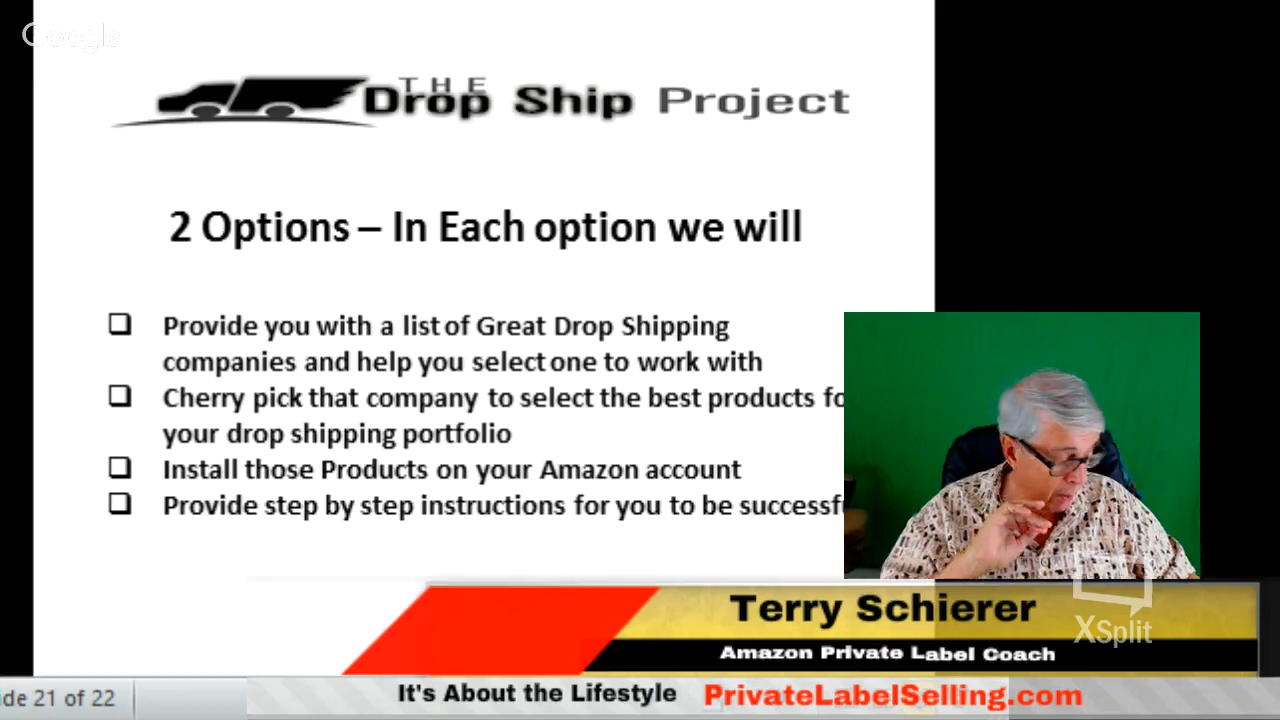 Google
THE
Drop Ship Project
2 Options – In Each option we will
Provide you with a list of Great Drop Shipping
companies and help you select one to work with
Cherry pick that company to select the best products fo
your drop shipping portfolio
Install those Products on your Amazon account
Provide step by step instructions for you to be successfu
Terry Schierer
XSplit
Amazon Private Label Coach
It's About the Lifestyle PrivateLabelSelling.com
de 21 of 22